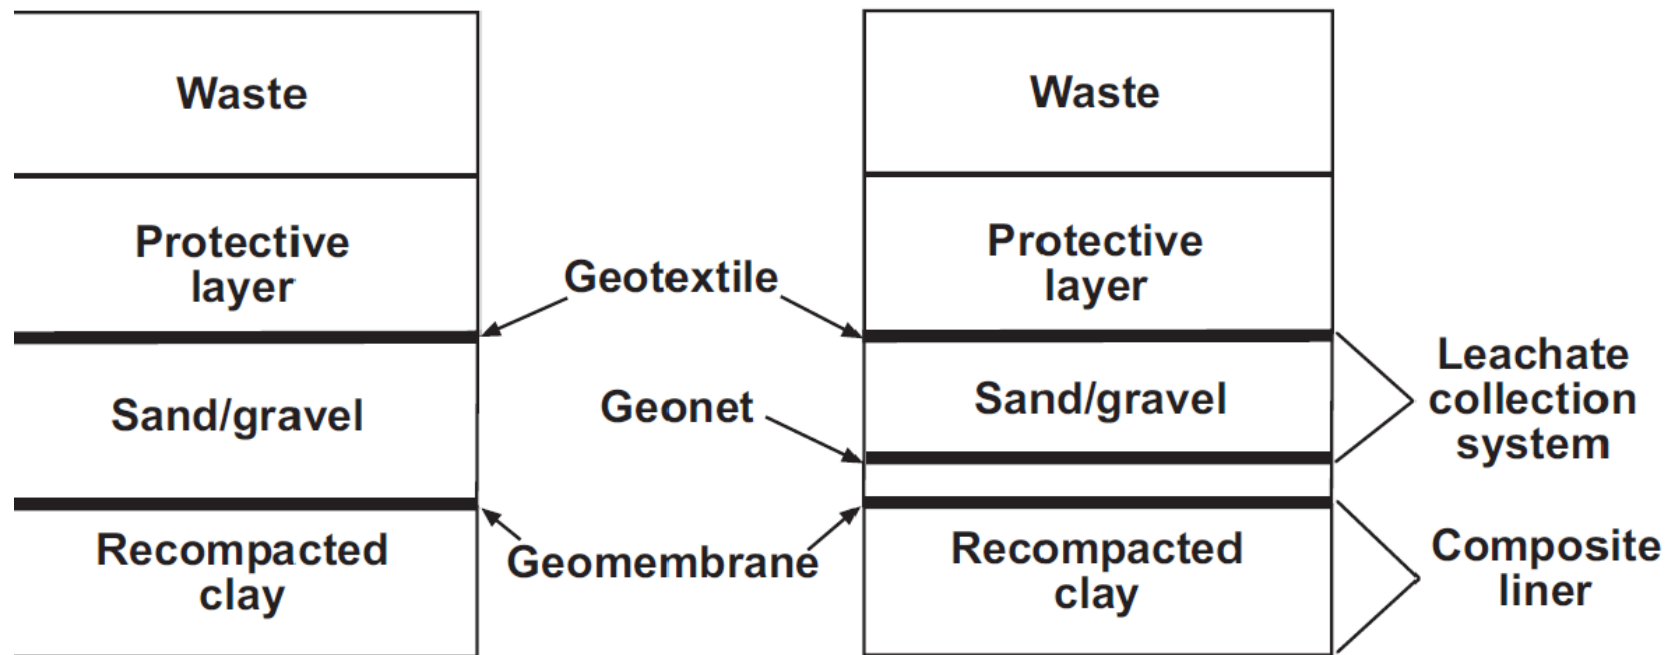 Waste
Protective
layer
Sand/gravel
Recompacted
clay
Geotextile
Geonet
Geomembrane
Waste
Protective
layer
Sand/gravel
Recompacted
clay
Leachate
collection
system
Composite
liner